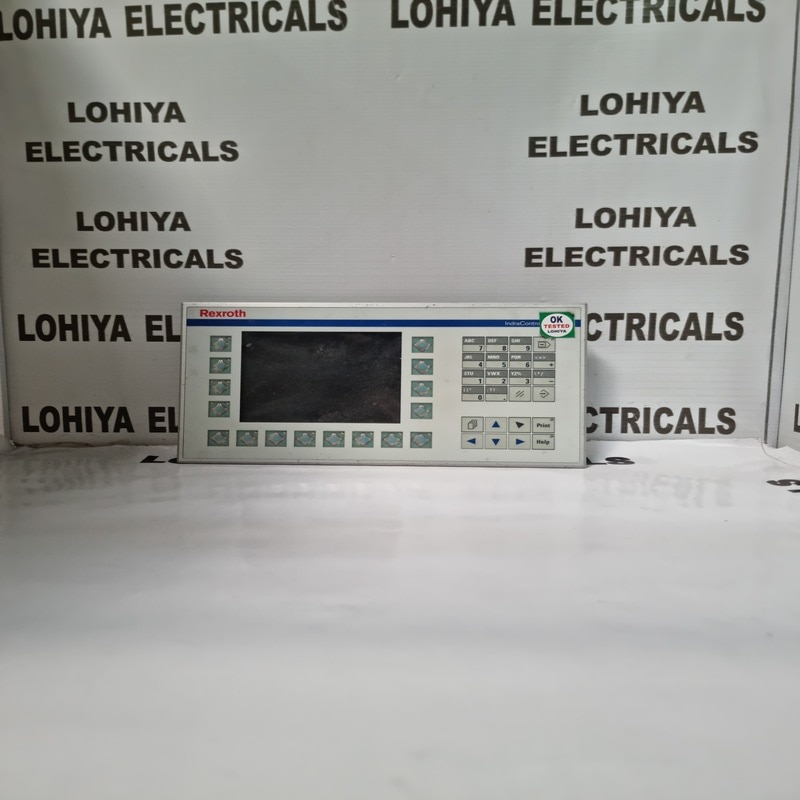 LOHIYA ELECTRICALS LOHIYA ELECTRICALS
LOHIYA LOHIYA
ELECTRICALS ELECTRICALS
LOHIYA LOHIYA
ELECTRICALS ELECTRICALS
LOHIYA EL CTRICALS
LOHIYA EL CTRICALS
Rexroth
IndraContro
OK
TESTED
LOHIYA
ABC DEF GHI
7 8 9
JKL MNO PQR
4 5 6 +
STU VWX YZ%
1 2 3 −
0 .
Print
Help